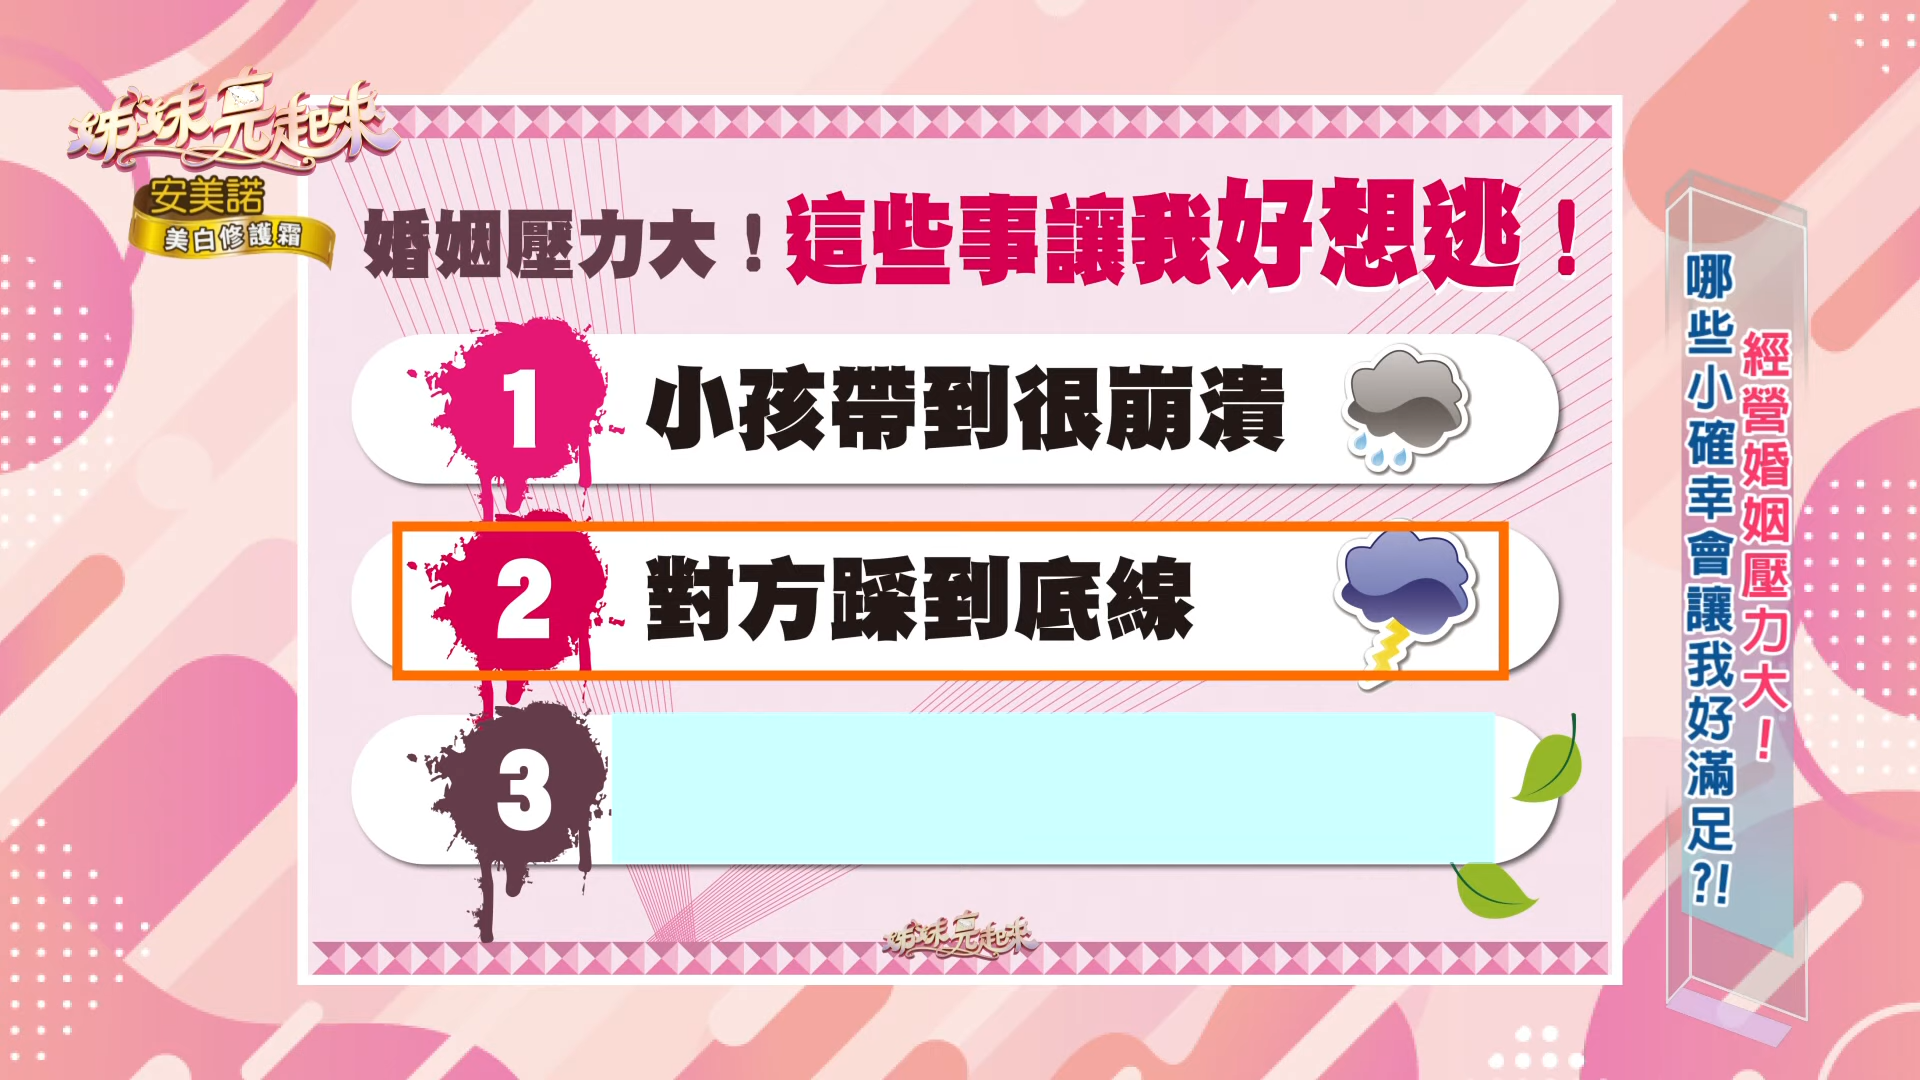 姊妹亮起來
安美諾
美白修護霜
婚姻壓力大！這些事讓我好想逃！
1 小孩帶到很崩潰
2 對方踩到底線
3
姊妹亮起來
經營婚姻壓力大！
哪些小確幸會讓我好滿足?!